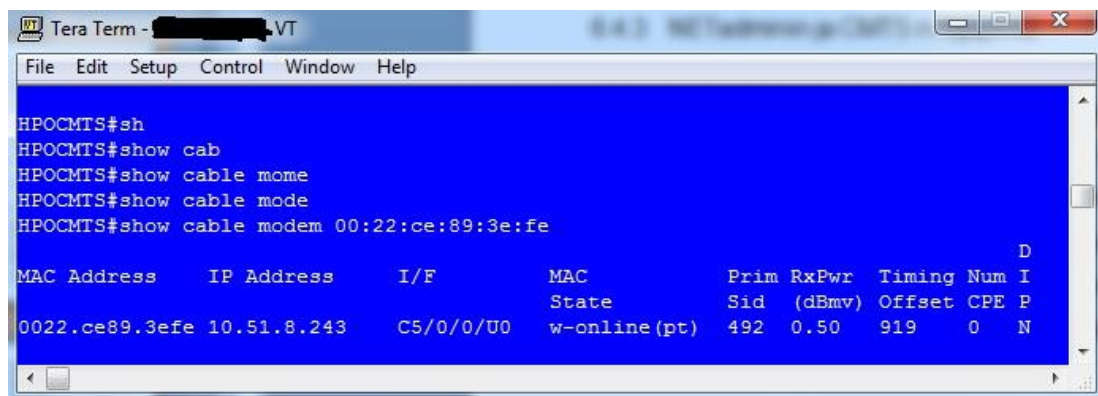 Tera Term - VT
File Edit Setup Control Window Help
HPOCMTS#sh
HPOCMTS#show cab
HPOCMTS#show cable mome
HPOCMTS#show cable mode
HPOCMTS#show cable modem 00:22:ce:89:3e:fe
D
MAC Address IP Address I/F MAC Prim RxPwr Timing Num I
State Sid (dBmv) Offset CPE P
0022.ce89.3efe 10.51.8.243 C5/0/0/U0 w-online(pt) 492 0.50 919 0 N